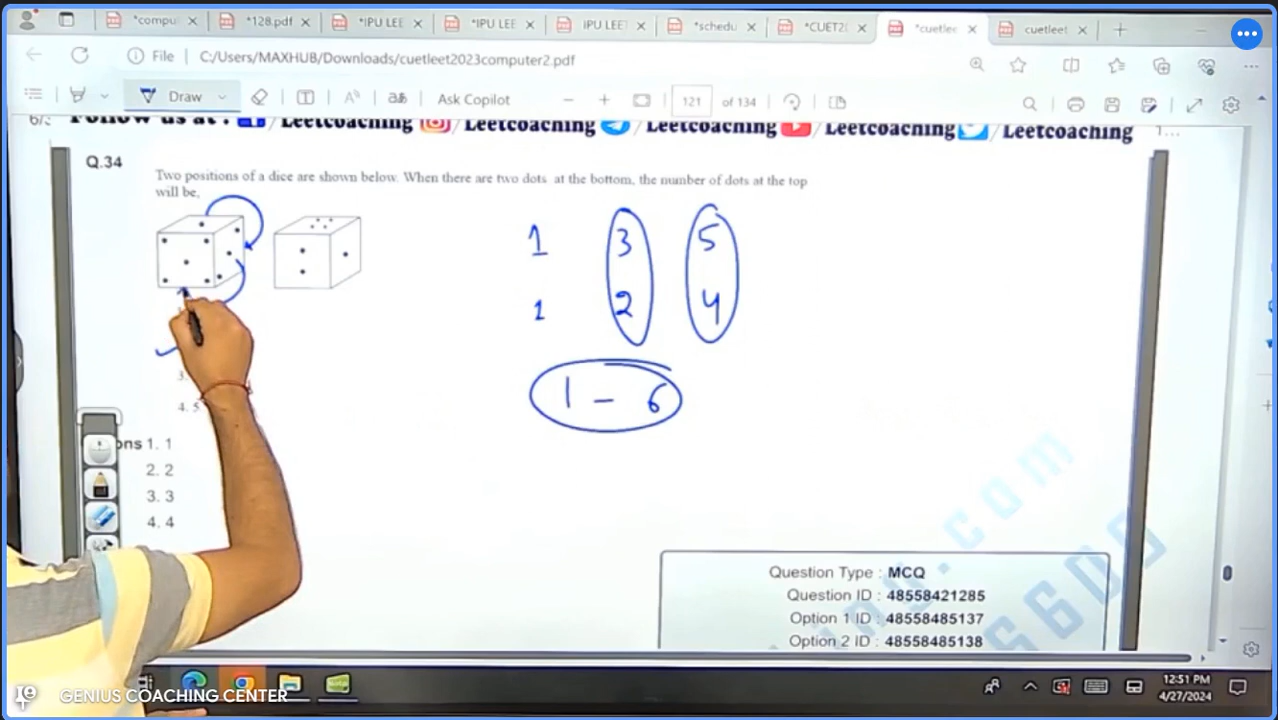 *compu *128.pdf *IPU LEE *IPU LEE IPU LEE *schedu *CUET20 *cuetlee cuetleet
File C:/Users/MAXHUB/Downloads/cuetleet2023computer2.pdf
Draw Ask Copilot 121 of 134
Follow us at : /Leetcoaching /Leetcoaching /Leetcoaching /Leetcoaching /Leetcoaching
Q.34
Two positions of a dice are shown below. When there are two dots at the bottom, the number of dots at the top
will be,
1 3 5
1 2 4
1 - 6
3.
4. 5
ons 1. 1
2. 2
3. 3
4. 4
Question Type : MCQ
Question ID : 48558421285
Option 1 ID : 48558485137
Option 2 ID : 48558485138
12:51 PM
4/27/2024
GENIUS COACHING CENTER